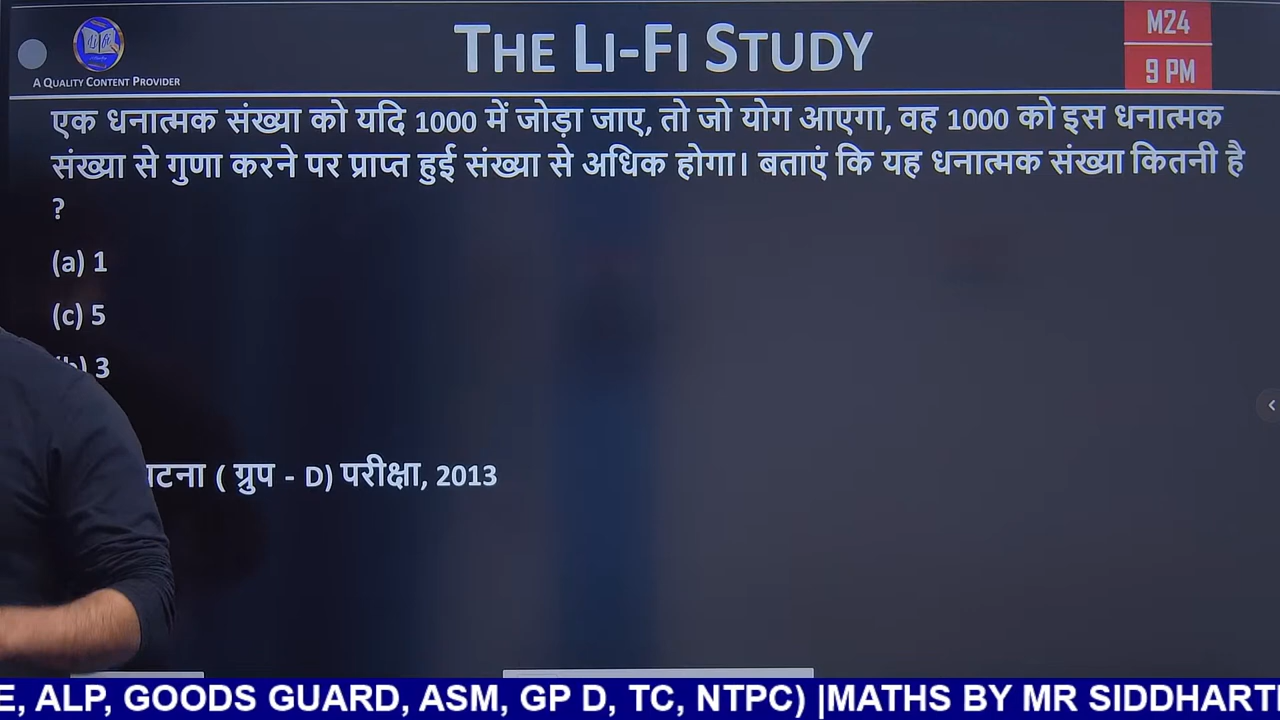 THE LI-FI STUDY
M24
9 PM
A QUALITY CONTENT PROVIDER
एक धनात्मक संख्या को यदि 1000 में जोड़ा जाए, तो जो योग आएगा, वह 1000 को इस धनात्मक
संख्या से गुणा करने पर प्राप्त हुई संख्या से अधिक होगा। बताएं कि यह धनात्मक संख्या कितनी है
?
(a) 1
(c) 5
(b) 3
( ग्रुप - D) परीक्षा, 2013
ALP, GOODS GUARD, ASM, GP D, TC, NTPC) |MATHS BY MR